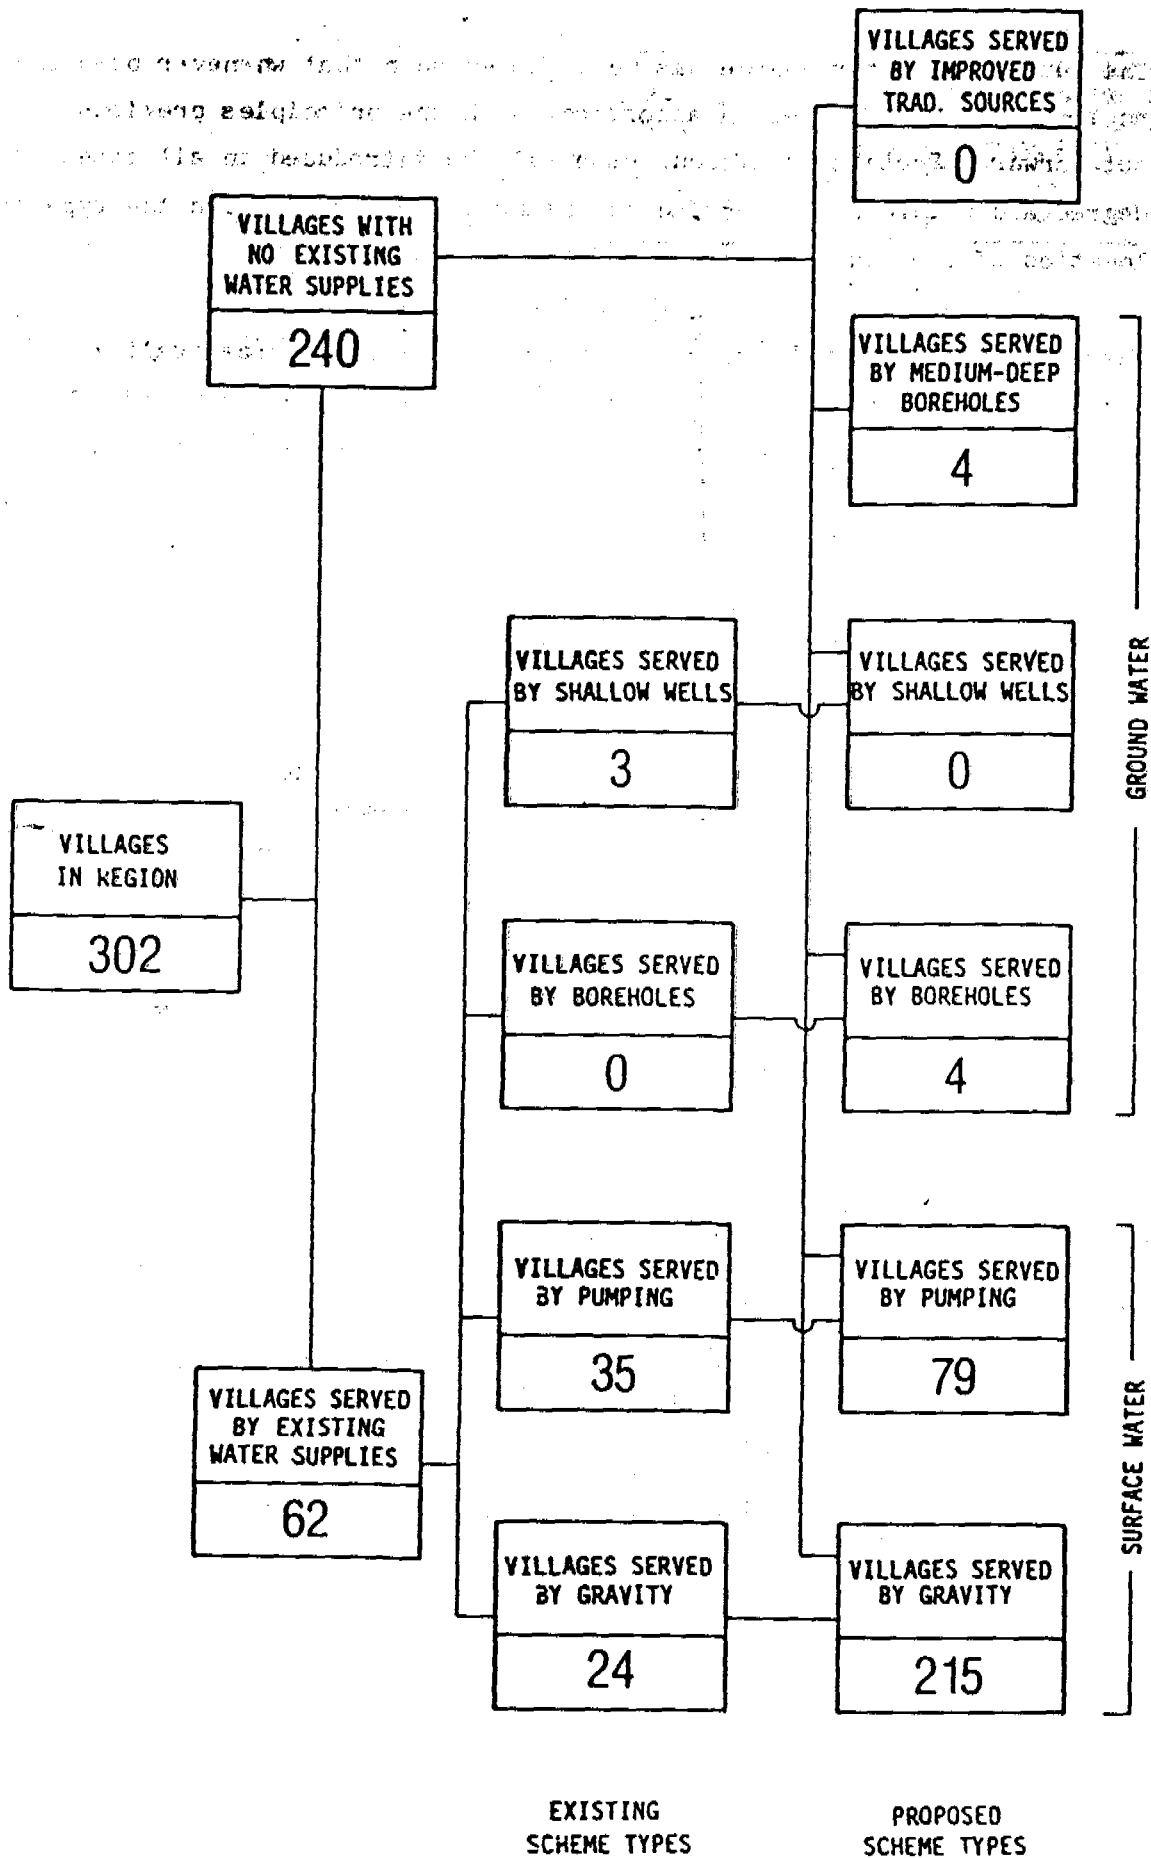 whenever
principles
VILLAGES SERVED
BY IMPROVED
TRAD. SOURCES
0
VILLAGES WITH
NO EXISTING
WATER SUPPLIES
240
VILLAGES SERVED
BY MEDIUM-DEEP
BOREHOLES
4
VILLAGES SERVED
BY SHALLOW WELLS
3
VILLAGES SERVED
BY SHALLOW WELLS
0
GROUND WATER
VILLAGES
IN REGION
302
VILLAGES SERVED
BY BOREHOLES
0
VILLAGES SERVED
BY BOREHOLES
4
VILLAGES SERVED
BY PUMPING
35
VILLAGES SERVED
BY PUMPING
79
VILLAGES SERVED
BY EXISTING
WATER SUPPLIES
62
SURFACE WATER
VILLAGES SERVED
BY GRAVITY
24
VILLAGES SERVED
BY GRAVITY
215
EXISTING
SCHEME TYPES
PROPOSED
SCHEME TYPES